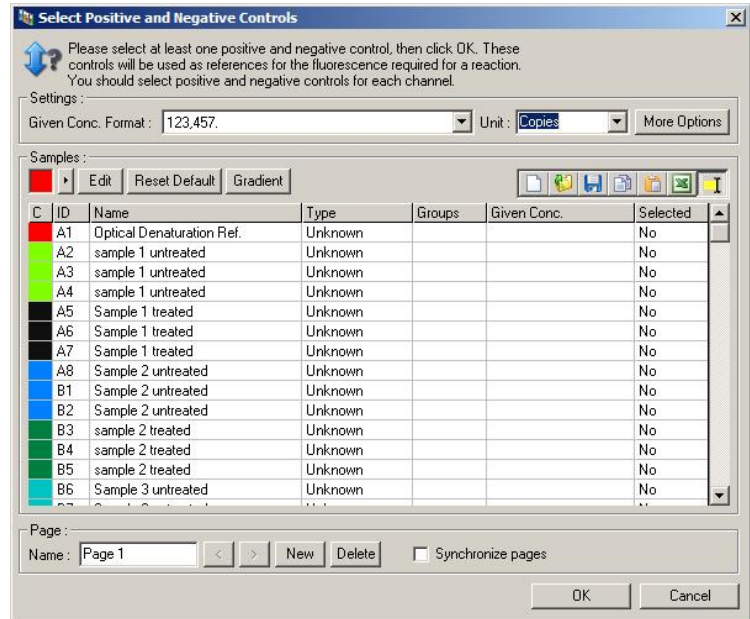 Select Positive and Negative Controls
Please select at least one positive and negative control, then click OK. These
controls will be used as references for the fluorescence required for a reaction.
You should select positive and negative controls for each channel.
Settings :
Given Conc. Format : 123,457. Unit : Copies More Options
Samples :
Edit Reset Default Gradient
C ID Name Type Groups Given Conc. Selected
A1 Optical Denaturation Ref. Unknown No
A2 sample 1 untreated Unknown No
A3 sample 1 untreated Unknown No
A4 sample 1 untreated Unknown No
A5 Sample 1 treated Unknown No
A6 Sample 1 treated Unknown No
A7 Sample 1 treated Unknown No
A8 Sample 2 untreated Unknown No
B1 Sample 2 untreated Unknown No
B2 Sample 2 untreated Unknown No
B3 sample 2 treated Unknown No
B4 sample 2 treated Unknown No
B5 sample 2 treated Unknown No
B6 Sample 3 untreated Unknown No
Page :
Name : Page 1 < > New Delete Synchronize pages
OK Cancel